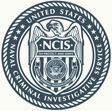 UNITED STATES
NCIS
NAVAL CRIMINAL INVESTIGATIVE SERVICE